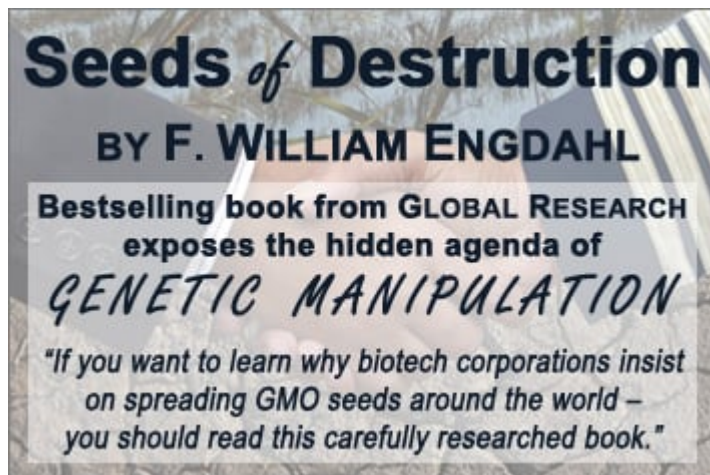 Seeds of Destruction
BY F. WILLIAM ENGDAHL
Bestselling book from GLOBAL RESEARCH
exposes the hidden agenda of
GENETIC MANIPULATION
“If you want to learn why biotech corporations insist
on spreading GMO seeds around the world –
you should read this carefully researched book.”